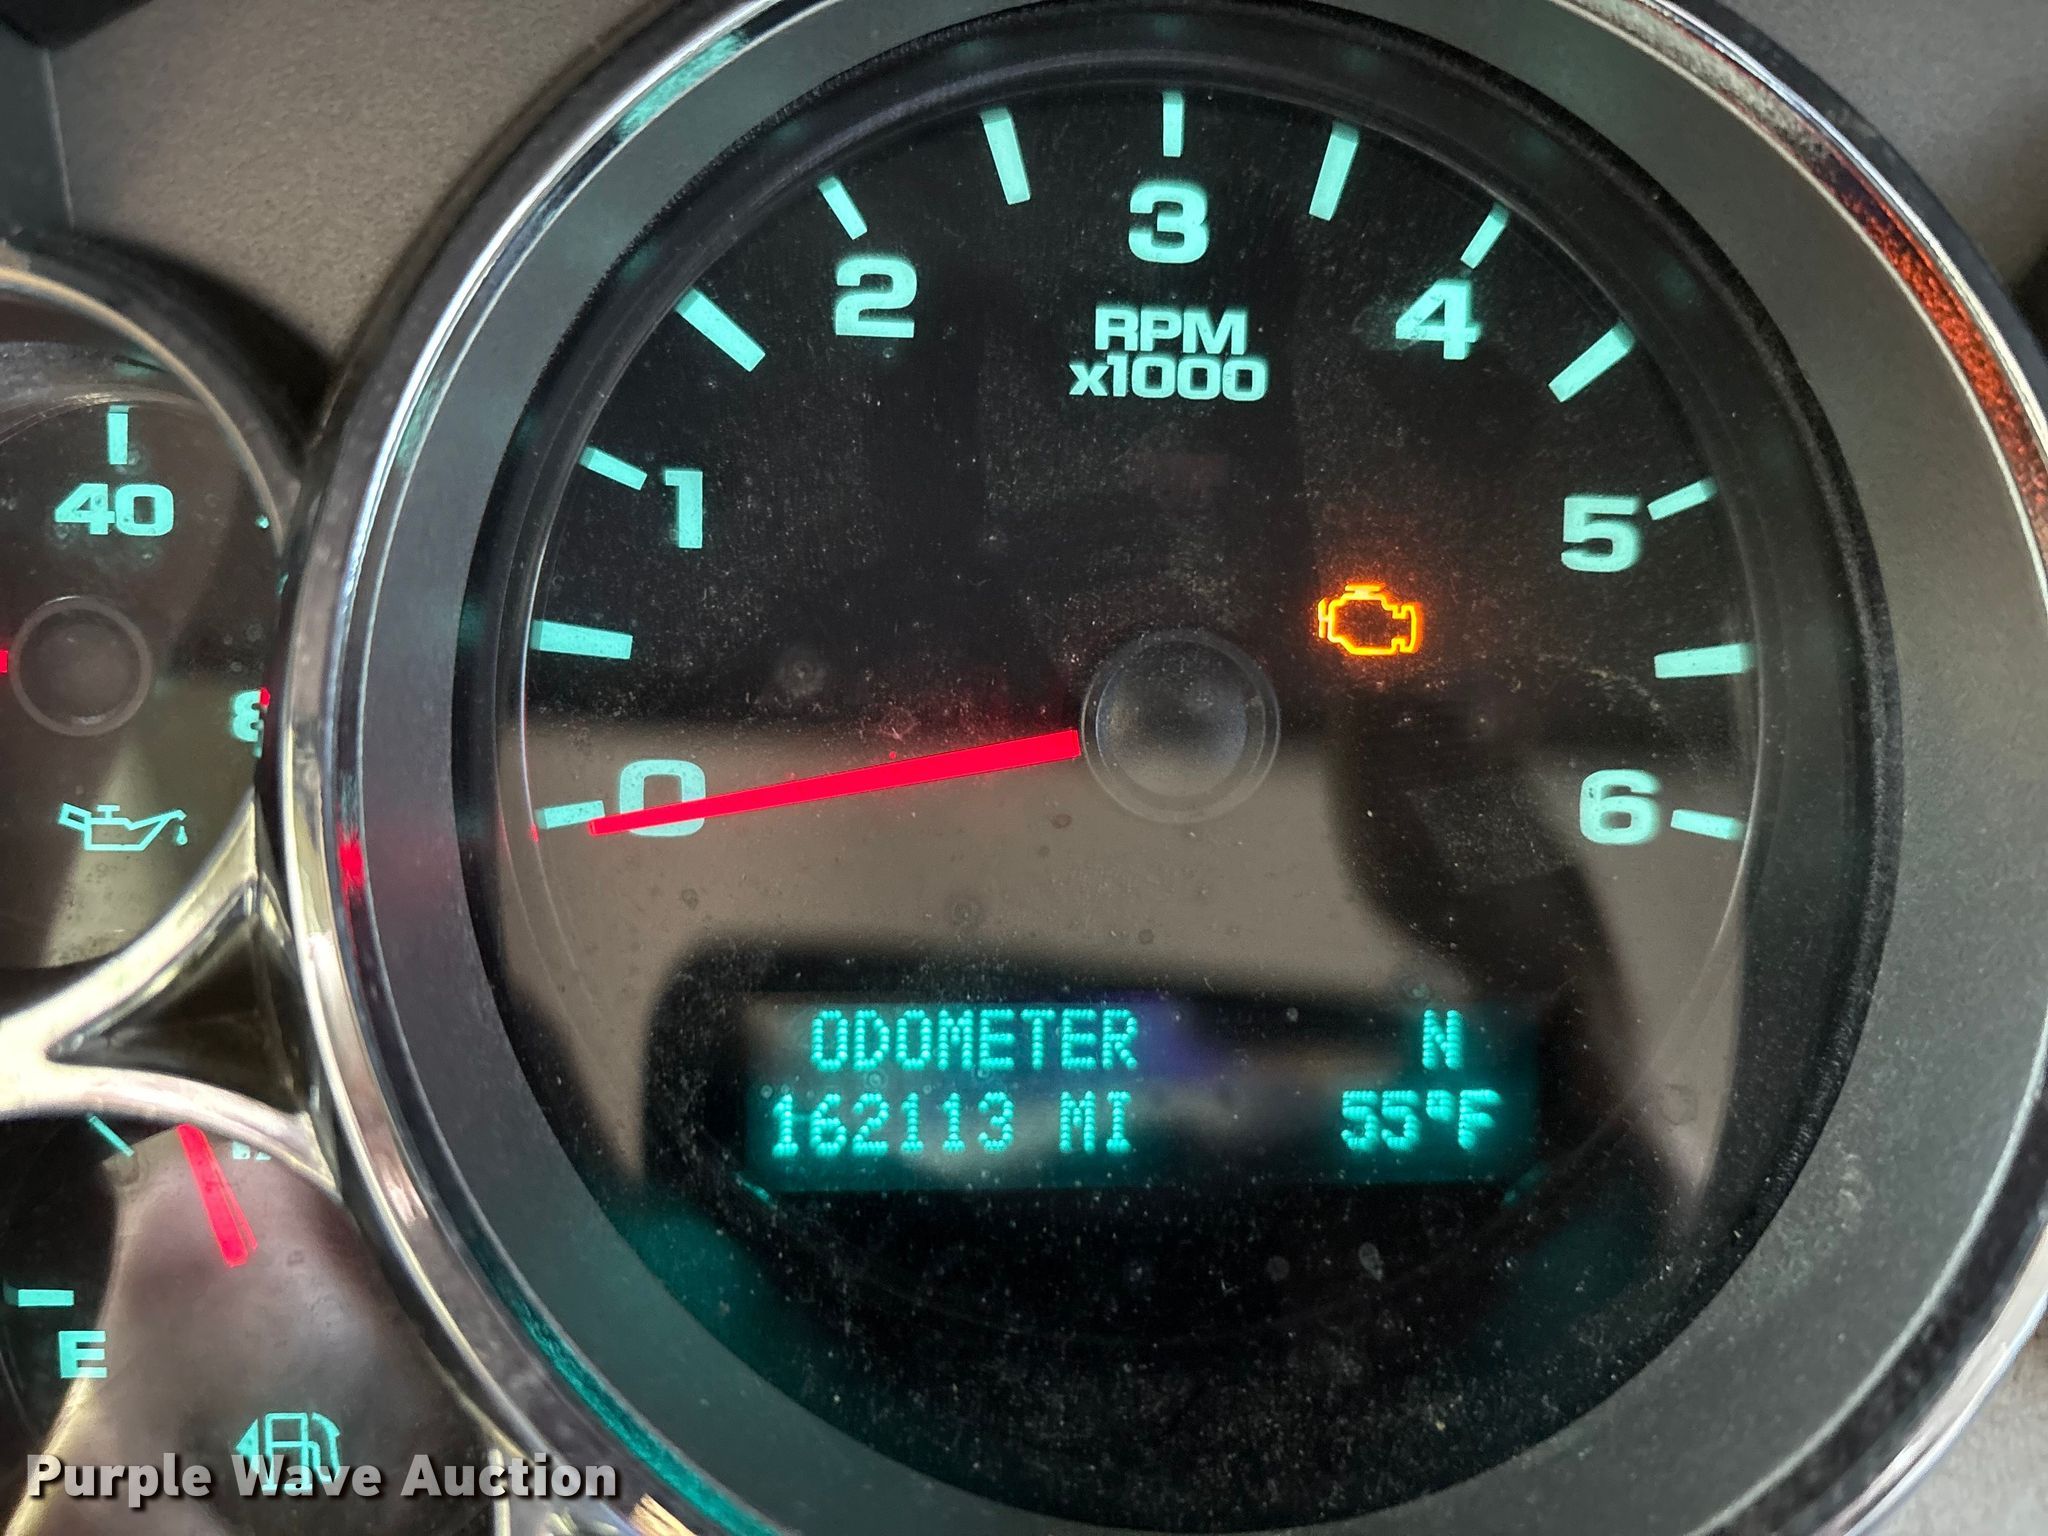 3
2
4
RPM
x1000
1
5
40
0
6
ODOMETER N
162113 MI 55°F
E
Purple Wave Auction